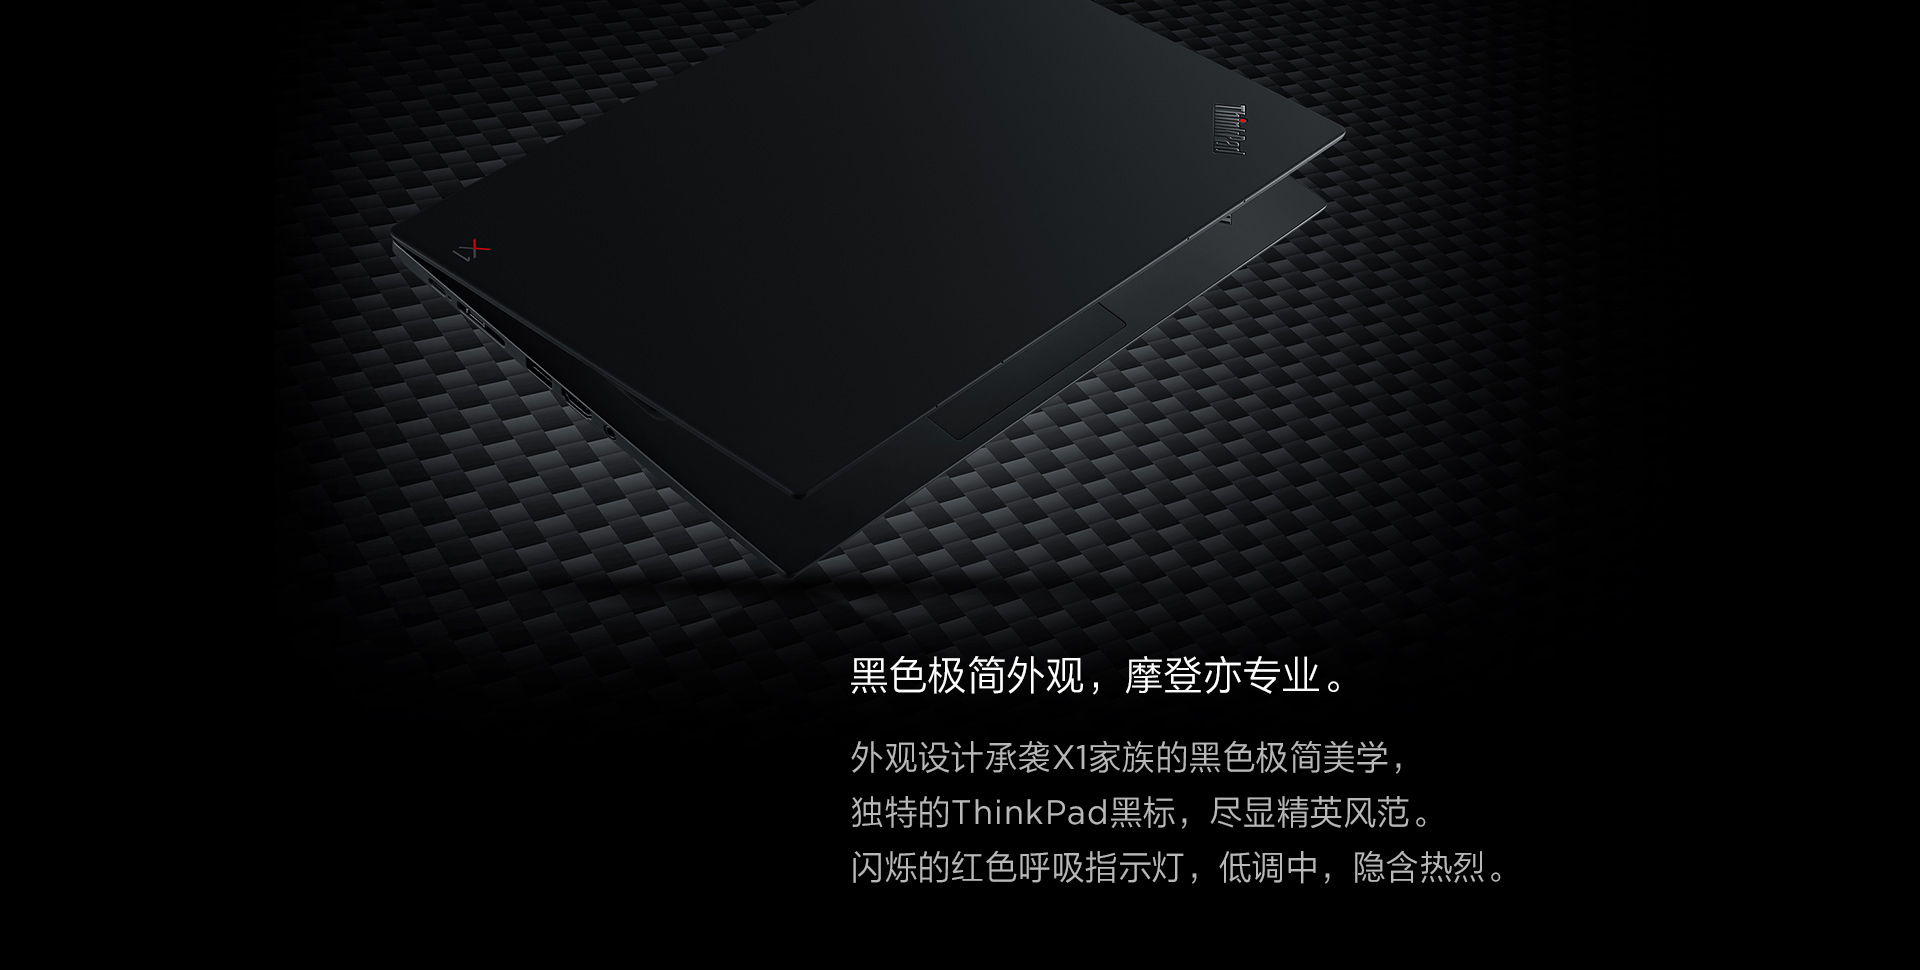 ThinkPad
X1
黑色极简外观，摩登亦专业。
外观设计承袭X1家族的黑色极简美学，
独特的ThinkPad黑标，尽显精英风范。
闪烁的红色呼吸指示灯，低调中，隐含热烈。